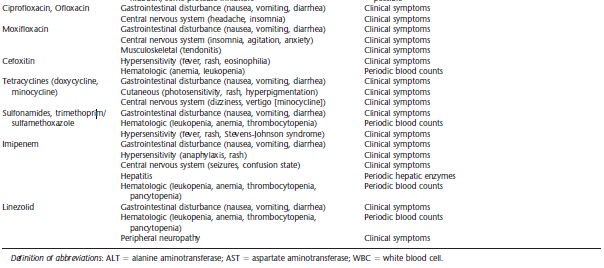 Ciprofloxacin, Ofloxacin Gastrointestinal disturbance (nausea, vomiting, diarrhea) Clinical symptoms
Central nervous system (headache, insomnia) Clinical symptoms
Moxifloxacin Gastrointestinal disturbance (nausea, vomiting, diarrhea) Clinical symptoms
Central nervous system (insomnia, agitation, anxiety) Clinical symptoms
Musculoskeletal (tendonitis) Clinical symptoms
Cefoxitin Hypersensitivity (fever, rash, eosinophilia) Clinical symptoms
Hematologic (anemia, leukopenia) Periodic blood counts
Tetracyclines (doxycycline, Gastrointestinal disturbance (nausea, vomiting, diarrhea) Clinical symptoms
minocycline) Cutaneous (photosensitivity, rash, hyperpigmentation) Clinical symptoms
Central nervous system (dizziness, vertigo [minocycline]) Clinical symptoms
Sulfonamides, trimethoprim/ Gastrointestinal disturbance (nausea, vomiting, diarrhea) Clinical symptoms
sulfamethoxazole Hematologic (leukopenia, anemia, thrombocytopenia) Periodic blood counts
Hypersensitivity (fever, rash, Stevens-Johnson syndrome) Clinical symptoms
Imipenem Gastrointestinal disturbance (nausea, vomiting, diarrhea) Clinical symptoms
Hypersensitivity (anaphylaxis, rash) Clinical symptoms
Central nervous system (seizures, confusion state) Clinical symptoms
Hepatitis Periodic hepatic enzymes
Hematologic (leukopenia, anemia, thrombocytopenia, Periodic blood counts
pancytopenia)
Linezolid Gastrointestinal disturbance (nausea, vomiting, diarrhea) Clinical symptoms
Hematologic (leukopenia, anemia, thrombocytopenia, Periodic blood counts
pancytopenia)
Peripheral neuropathy Clinical symptoms
Definition of abbreviations: ALT = alanine aminotransferase; AST = aspartate aminotransferase; WBC = white blood cell.